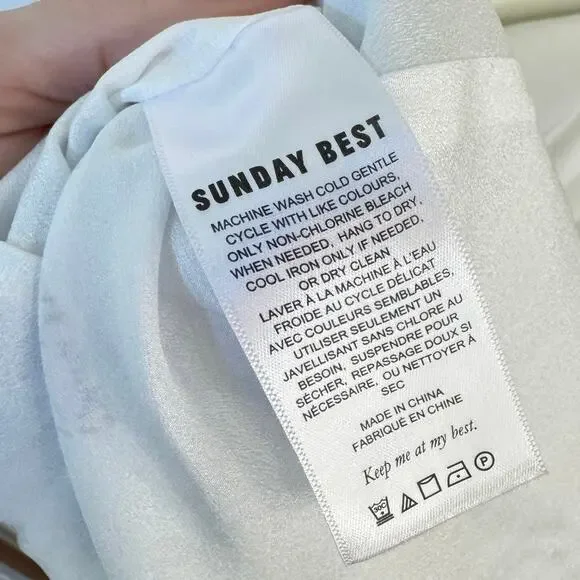 SUNDAY BEST
MACHINE WASH COLD GENTLE
CYCLE WITH LIKE COLOURS,
ONLY NON-CHLORINE BLEACH
WHEN NEEDED, HANG TO DRY,
COOL IRON ONLY IF NEEDED,
OR DRY CLEAN
LAVER À LA MACHINE À L'EAU
FROIDE AU CYCLE DÉLICAT
AVEC COULEURS SEMBLABLES,
UTILISER SEULEMENT UN
JAVELLISANT SANS CHLORE AU
BESOIN, SUSPENDRE POUR
SÉCHER, REPASSAGE DOUX SI
NÉCESSAIRE, OU NETTOYER À
SEC
MADE IN CHINA
FABRIQUÉ EN CHINE
Keep me at my best.
30C P